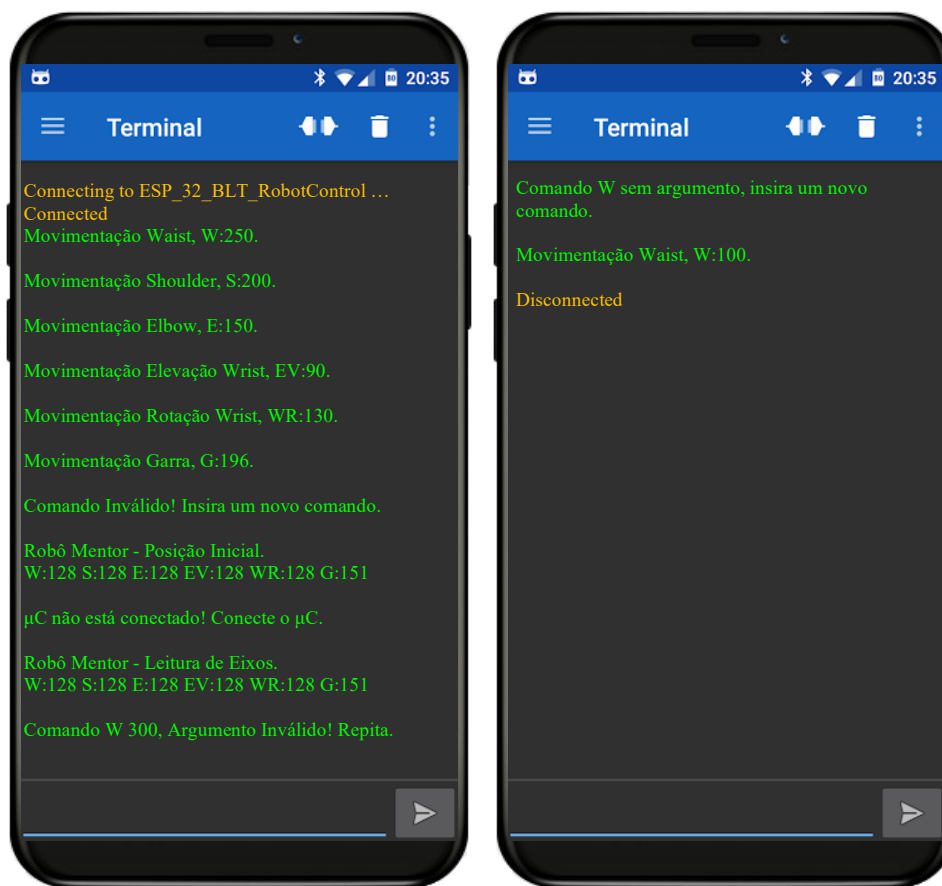 20:35
Terminal
Connecting to ESP_32_BLT_RobotControl …
Connected
Movimentação Waist, W:250.
Movimentação Shoulder, S:200.
Movimentação Elbow, E:150.
Movimentação Elevação Wrist, EV:90.
Movimentação Rotação Wrist, WR:130.
Movimentação Garra, G:196.
Comando Inválido! Insira um novo comando.
Robô Mentor - Posição Inicial.
W:128 S:128 E:128 EV:128 WR:128 G:151
μC não está conectado! Conecte o μC.
Robô Mentor - Leitura de Eixos.
W:128 S:128 E:128 EV:128 WR:128 G:151
Comando W 300, Argumento Inválido! Repita.
20:35
Terminal
Comando W sem argumento, insira um novo
comando.
Movimentação Waist, W:100.
Disconnected